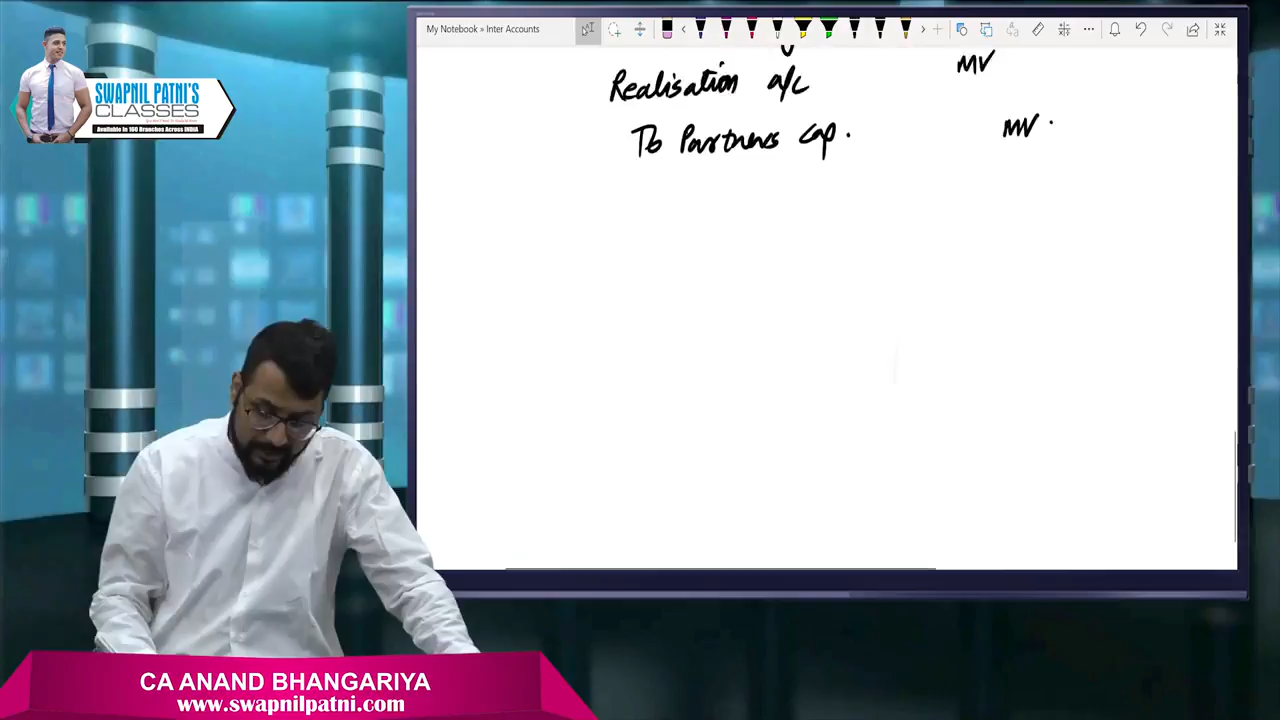 My Notebook » Inter Accounts
SWAPNIL PATNI'S
CLASSES
Available In 160 Branches Across INDIA
MV
Realisation a/c
To Partners cap.
MV.
CA ANAND BHANGARIYA
www.swapnilpatni.com